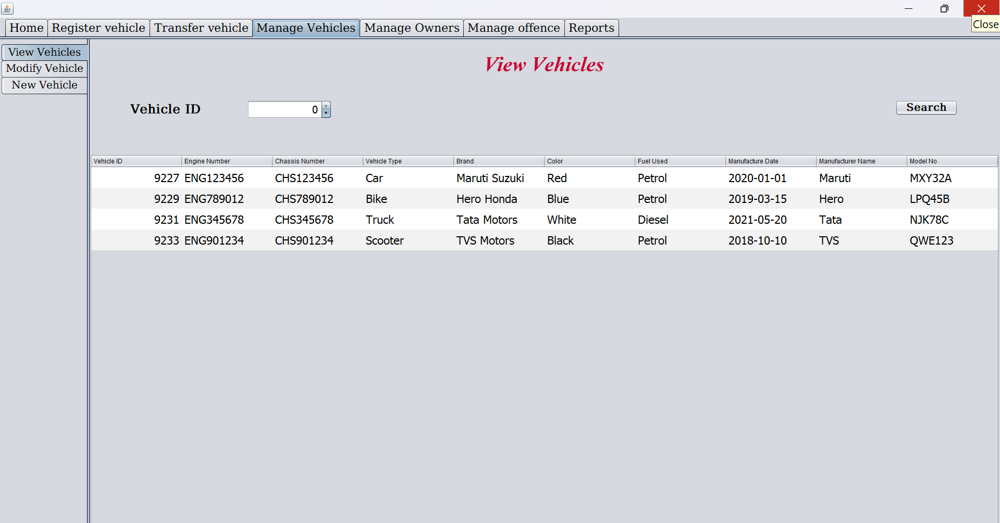 Close
Home Register vehicle Transfer vehicle Manage Vehicles Manage Owners Manage offence Reports
View Vehicles
Modify Vehicle
New Vehicle
View Vehicles
Vehicle ID 0 Search
Vehicle ID Engine Number Chassis Number Vehicle Type Brand Color Fuel Used Manufacture Date Manufacturer Name Model No
9227 ENG123456 CHS123456 Car Maruti Suzuki Red Petrol 2020-01-01 Maruti MXY32A
9229 ENG789012 CHS789012 Bike Hero Honda Blue Petrol 2019-03-15 Hero LPQ45B
9231 ENG345678 CHS345678 Truck Tata Motors White Diesel 2021-05-20 Tata NJK78C
9233 ENG901234 CHS901234 Scooter TVS Motors Black Petrol 2018-10-10 TVS QWE123